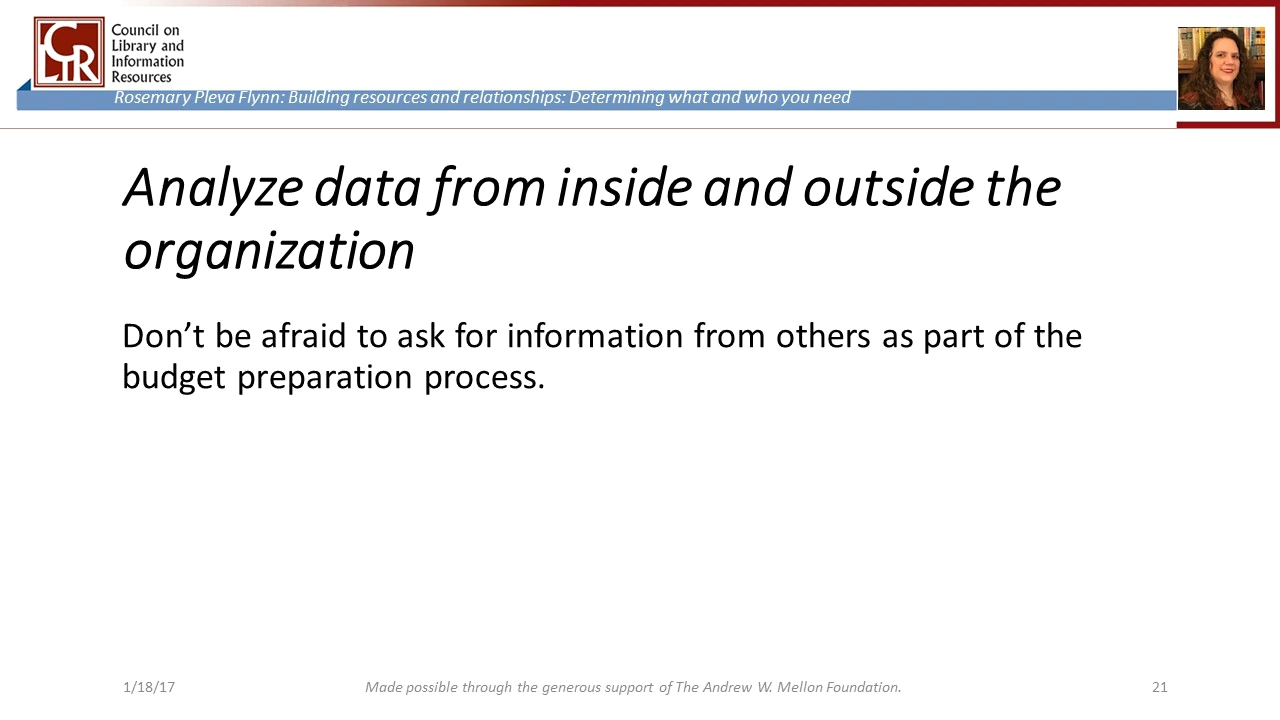 CLIR
Council on
Library and
Information
Resources
Rosemary Pleva Flynn: Building resources and relationships: Determining what and who you need
Analyze data from inside and outside the
organization
Don’t be afraid to ask for information from others as part of the
budget preparation process.
1/18/17
Made possible through the generous support of The Andrew W. Mellon Foundation.
21